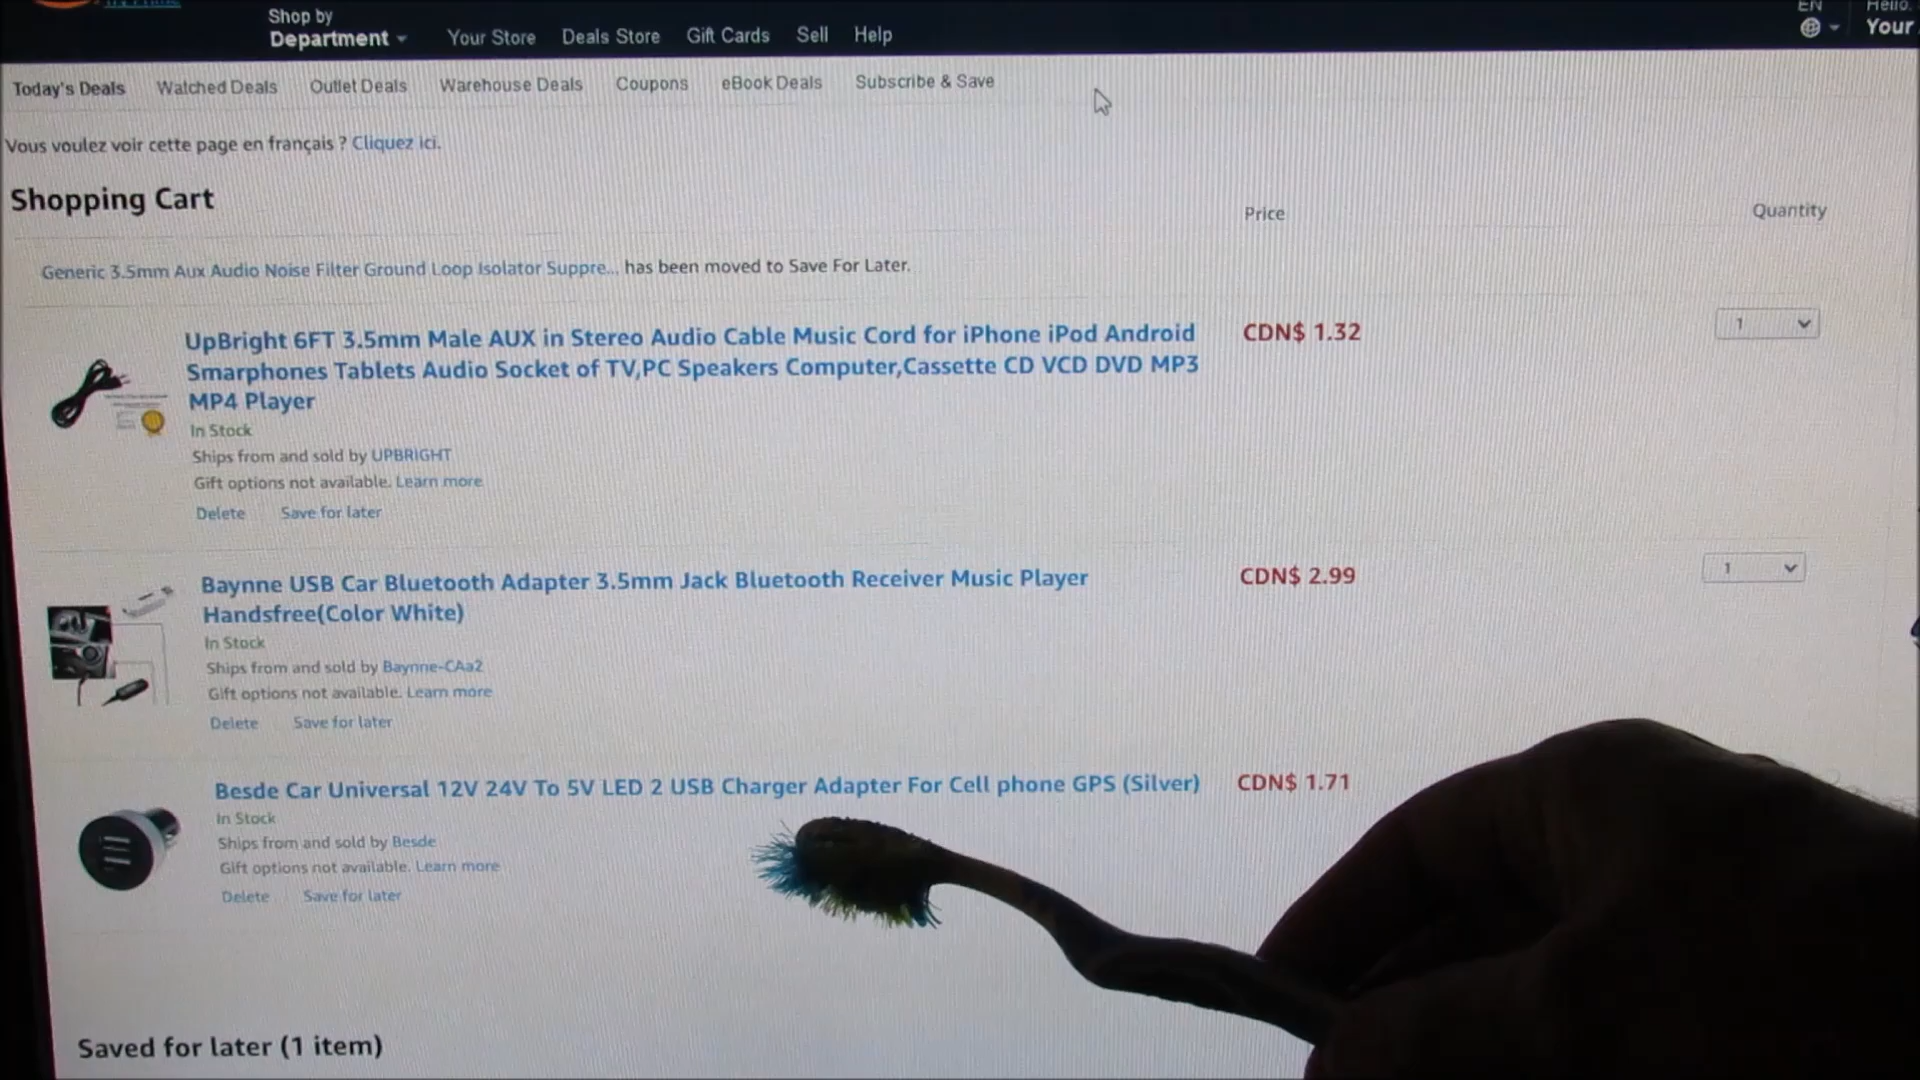 Shop by
EN
Hello.
Department
Your Store
Deals Store
Gift Cards
Sell
Help
Your
Today's Deals
Watched Deals
Outlet Deals
Warehouse Deals
Coupons
eBook Deals
Subscribe & Save
Vous voulez voir cette page en français ? Cliquez ici.
Shopping Cart
Price
Quantity
Generic 3.5mm Aux Audio Noise Filter Ground Loop Isolator Suppre... has been moved to Save For Later.
UpBright 6FT 3.5mm Male AUX in Stereo Audio Cable Music Cord for iPhone iPod Android
CDN$ 1.32
1
Smarphones Tablets Audio Socket of TV,PC Speakers Computer,Cassette CD VCD DVD MP3
MP4 Player
In Stock
Ships from and sold by UPBRIGHT
Gift options not available. Learn more
Delete
Save for later
Baynne USB Car Bluetooth Adapter 3.5mm Jack Bluetooth Receiver Music Player
CDN$ 2.99
1
Handsfree(Color White)
In Stock
Ships from and sold by Baynne-CAa2
Gift options not available. Learn more
Delete
Save for later
Besde Car Universal 12V 24V To 5V LED 2 USB Charger Adapter For Cell phone GPS (Silver)
CDN$ 1.71
In Stock
Ships from and sold by Besde
Gift options not available. Learn more
Delete
Save for later
Saved for later (1 item)